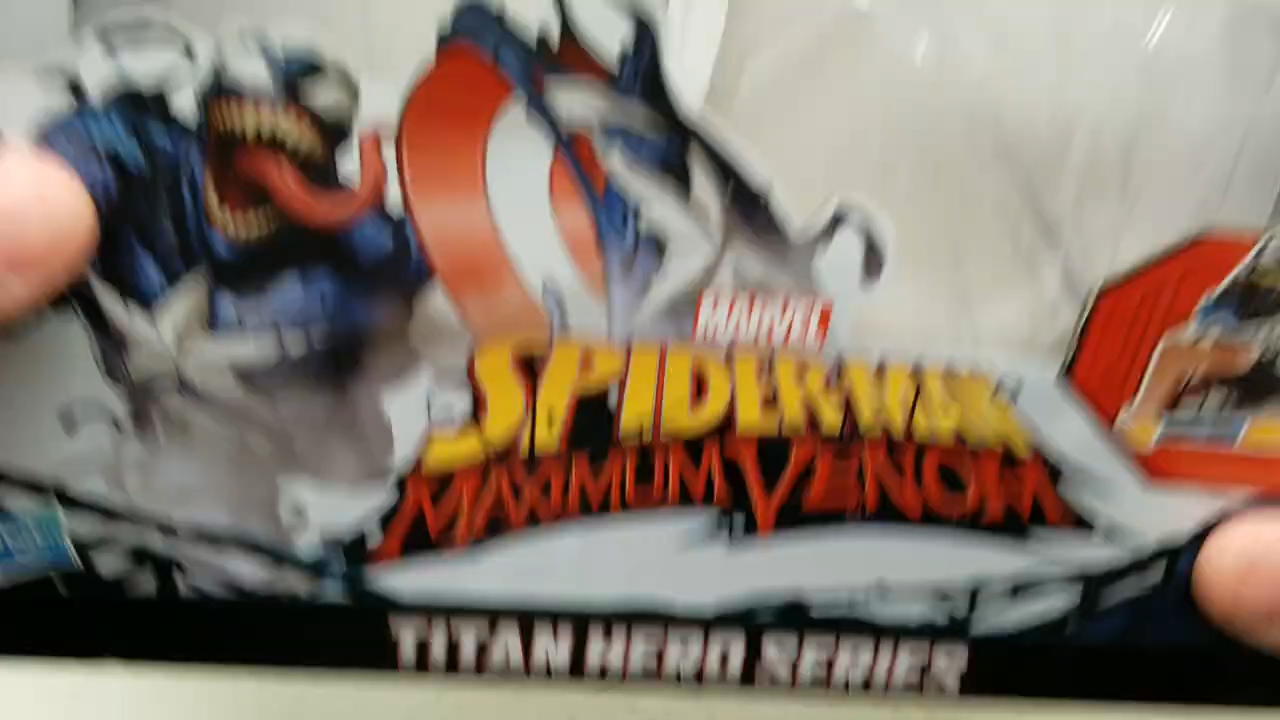 MARVEL
SPIDER-MAN
MAXIMUM VENOM
TITAN HERO SERIES